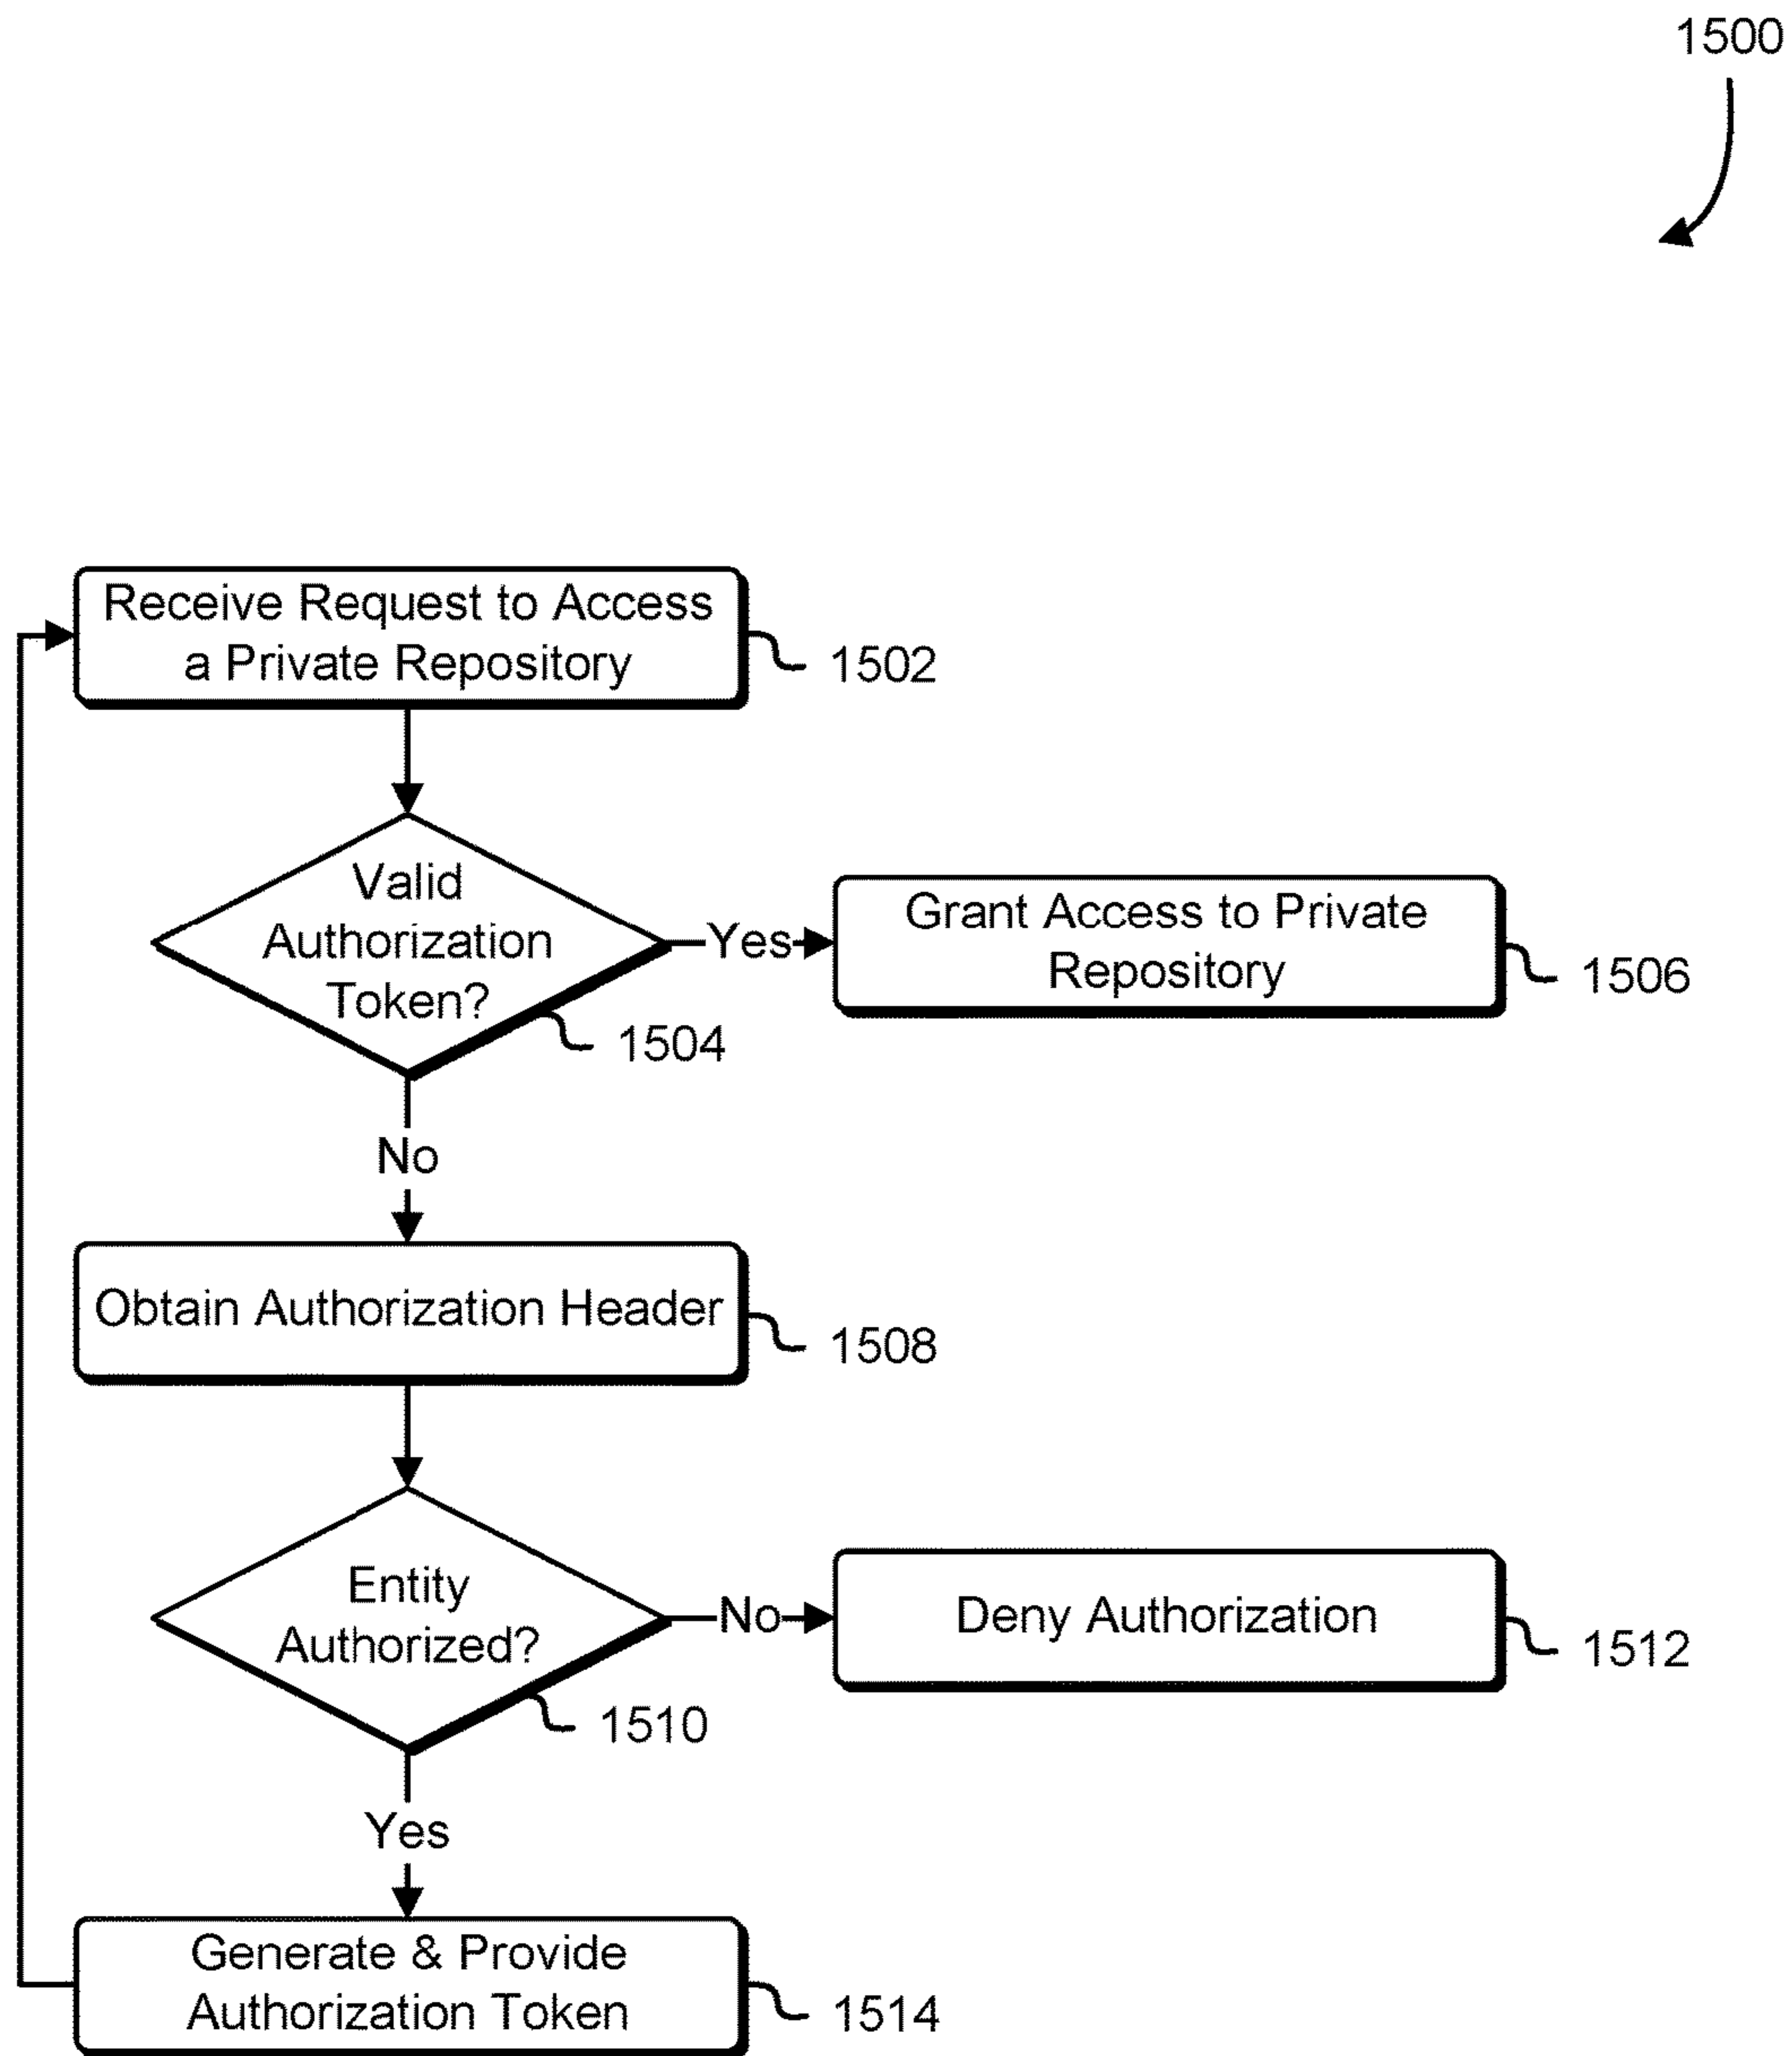 1500
Receive Request to Access
a Private Repository
1502
Valid
Authorization
Token?
1504
Yes
Grant Access to Private
Repository
1506
No
Obtain Authorization Header
1508
Entity
Authorized?
1510
No
Deny Authorization
1512
Yes
Generate & Provide
Authorization Token
1514